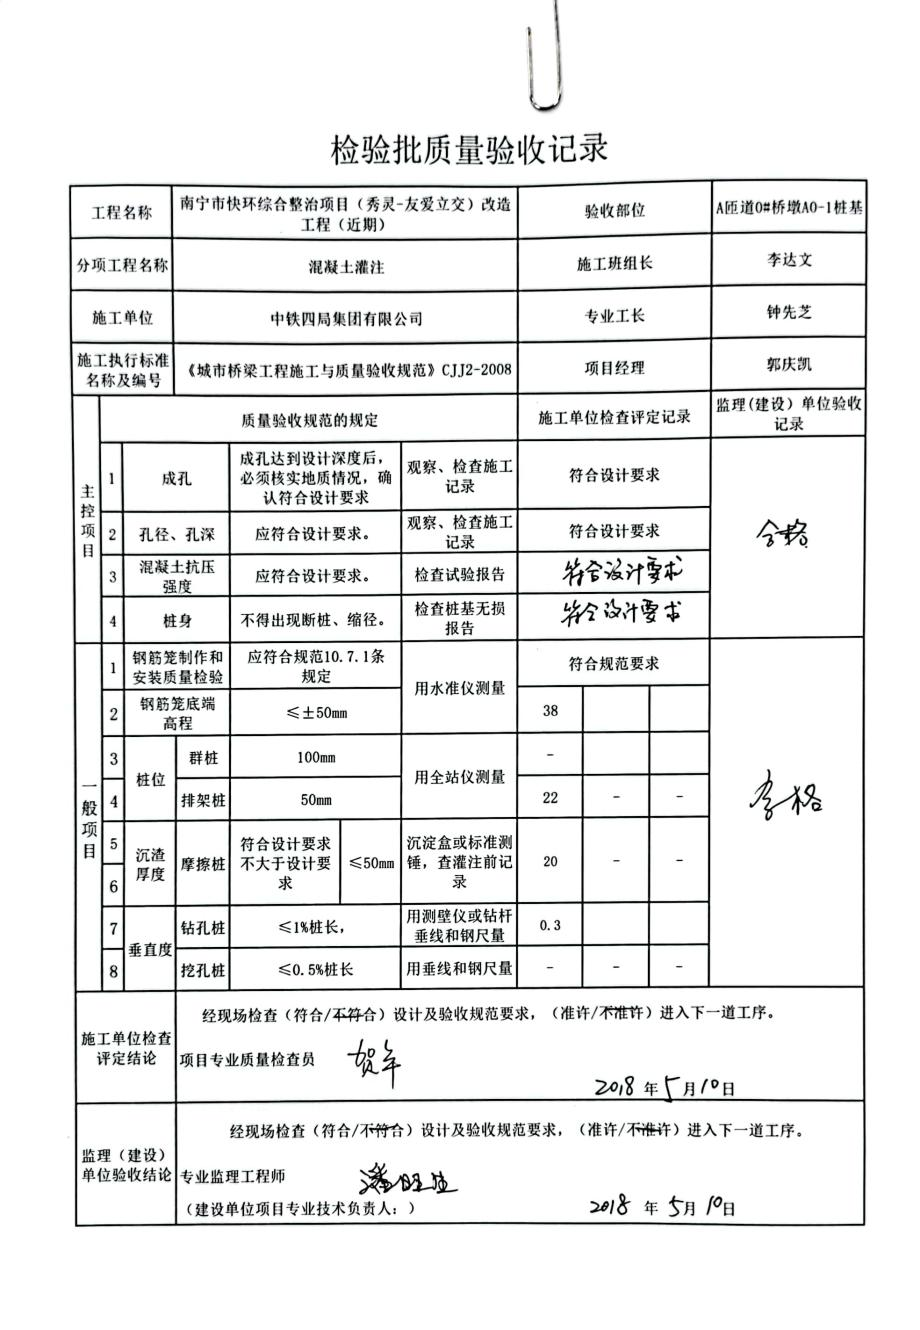 检验批质量验收记录
工程名称 南宁市快环综合整治项目（秀灵-友爱立交）改造工程（近期） 验收部位 A匝道0#桥墩A0-1桩基
分项工程名称 混凝土灌注 施工班组长 李达文
施工单位 中铁四局集团有限公司 专业工长 钟先芝
施工执行标准名称及编号 《城市桥梁工程施工与质量验收规范》CJJ2-2008 项目经理 郭庆凯
质量验收规范的规定 施工单位检查评定记录 监理(建设）单位验收记录
主控项目
1 成孔 成孔达到设计深度后，必须核实地质情况，确认符合设计要求 观察、检查施工记录 符合设计要求
2 孔径、孔深 应符合设计要求。 观察、检查施工记录 符合设计要求
合格
3 混凝土抗压强度 应符合设计要求。 检查试验报告 符合设计要求
4 桩身 不得出现断桩、缩径。 检查桩基无损报告 符合设计要求
一般项目
1 钢筋笼制作和安装质量检验 应符合规范10.7.1条规定 用水准仪测量 符合规范要求
2 钢筋笼底端高程 ≤±50mm 38
3 桩位 群桩 100mm 用全站仪测量 -
4 排架桩 50mm 22 - -
合格
5 6 沉渣厚度 摩擦桩 符合设计要求不大于设计要求 ≤50mm 沉淀盒或标准测锤，查灌注前记录 20 - -
7 垂直度 钻孔桩 ≤1%桩长， 用测壁仪或钻杆垂线和钢尺量 0.3
8 挖孔桩 ≤0.5%桩长 用垂线和钢尺量 - - -
施工单位检查评定结论
经现场检查（符合/不符合）设计及验收规范要求，（准许/不准许）进入下一道工序。
项目专业质量检查员
2018 年 5 月 10 日
监理（建设）单位验收结论
经现场检查（符合/不符合）设计及验收规范要求，（准许/不准许）进入下一道工序。
专业监理工程师
（建设单位项目专业技术负责人：） 2018 年 5 月 10 日